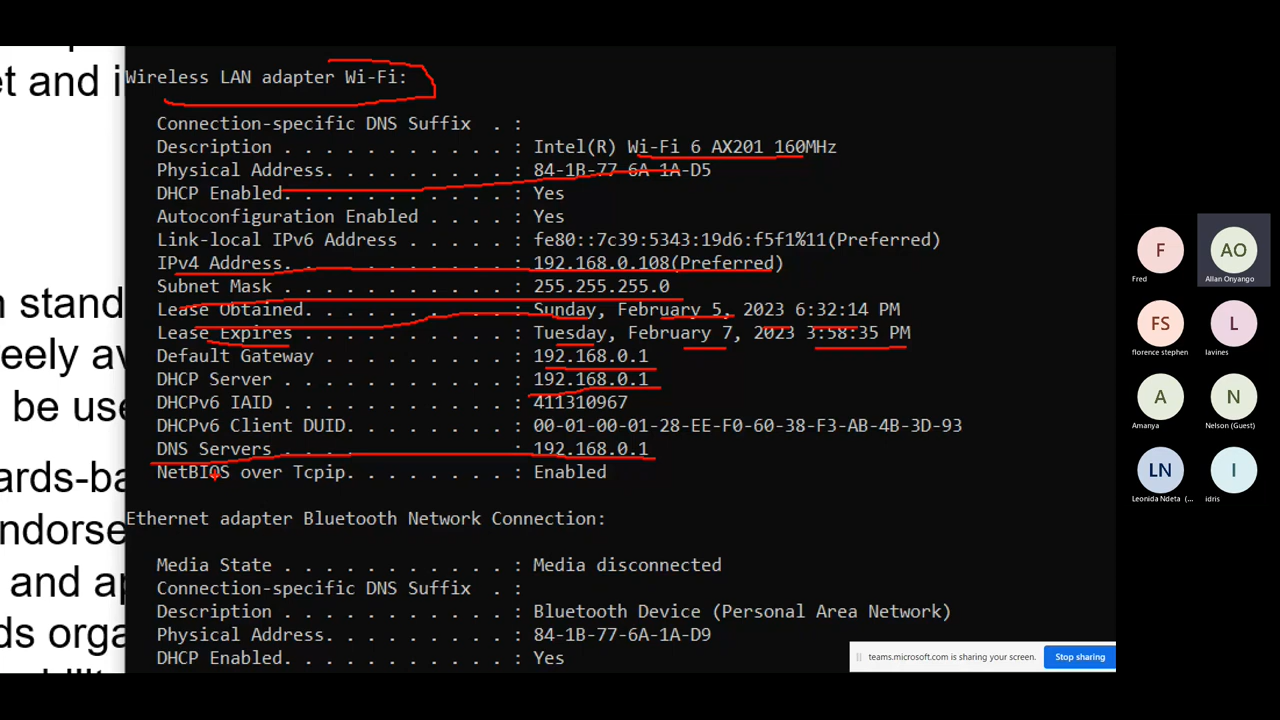 et and i
n stand
eely av
be use
ards-ba
endorse
and ap
ds orga
Wireless LAN adapter Wi-Fi:
Connection-specific DNS Suffix  . :
Description . . . . . . . . . . . : Intel(R) Wi-Fi 6 AX201 160MHz
Physical Address. . . . . . . . . : 84-1B-77-6A-1A-D5
DHCP Enabled. . . . . . . . . . . : Yes
Autoconfiguration Enabled . . . . : Yes
Link-local IPv6 Address . . . . . : fe80::7c39:5343:19d6:f5f1%11(Preferred)
IPv4 Address. . . . . . . . . . . : 192.168.0.108(Preferred)
Subnet Mask . . . . . . . . . . . : 255.255.255.0
Lease Obtained. . . . . . . . . . : Sunday, February 5, 2023 6:32:14 PM
Lease Expires . . . . . . . . . . : Tuesday, February 7, 2023 3:58:35 PM
Default Gateway . . . . . . . . . : 192.168.0.1
DHCP Server . . . . . . . . . . . : 192.168.0.1
DHCPv6 IAID . . . . . . . . . . . : 411310967
DHCPv6 Client DUID. . . . . . . . : 00-01-00-01-28-EE-F0-60-38-F3-AB-4B-3D-93
DNS Servers . . . . . . . . . . . : 192.168.0.1
NetBIOS over Tcpip. . . . . . . . : Enabled
Ethernet adapter Bluetooth Network Connection:
Media State . . . . . . . . . . . : Media disconnected
Connection-specific DNS Suffix  . :
Description . . . . . . . . . . . : Bluetooth Device (Personal Area Network)
Physical Address. . . . . . . . . : 84-1B-77-6A-1A-D9
DHCP Enabled. . . . . . . . . . . : Yes
teams.microsoft.com is sharing your screen.
Stop sharing
F
AO
Fred
Allan Onyango
FS
L
florence stephen
lavines
A
N
Amanya
Nelson (Guest)
LN
I
Leonida Ndeta (...
idris